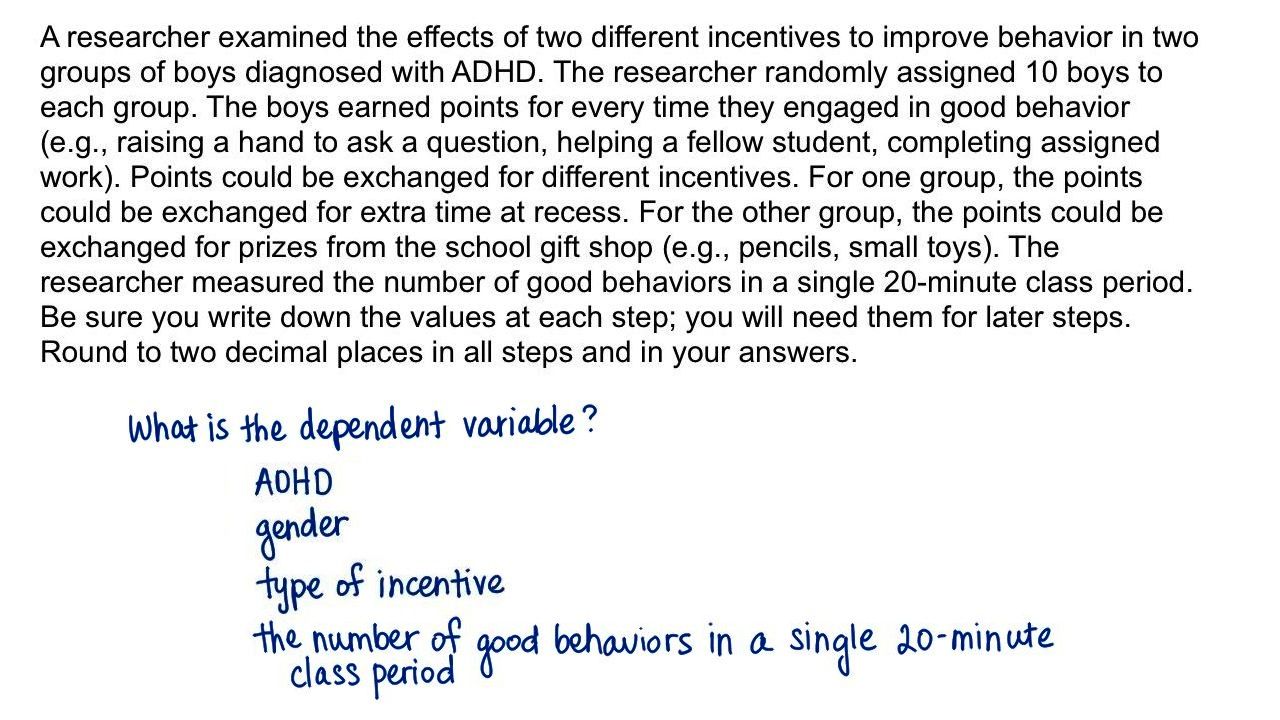 A researcher examined the effects of two different incentives to improve behavior in two
groups of boys diagnosed with ADHD. The researcher randomly assigned 10 boys to
each group. The boys earned points for every time they engaged in good behavior
(e.g., raising a hand to ask a question, helping a fellow student, completing assigned
work). Points could be exchanged for different incentives. For one group, the points
could be exchanged for extra time at recess. For the other group, the points could be
exchanged for prizes from the school gift shop (e.g., pencils, small toys). The
researcher measured the number of good behaviors in a single 20-minute class period.
Be sure you write down the values at each step; you will need them for later steps.
Round to two decimal places in all steps and in your answers.
What is the dependent variable?
ADHD
gender
type of incentive
the number of good behaviors in a single 20-minute
class period